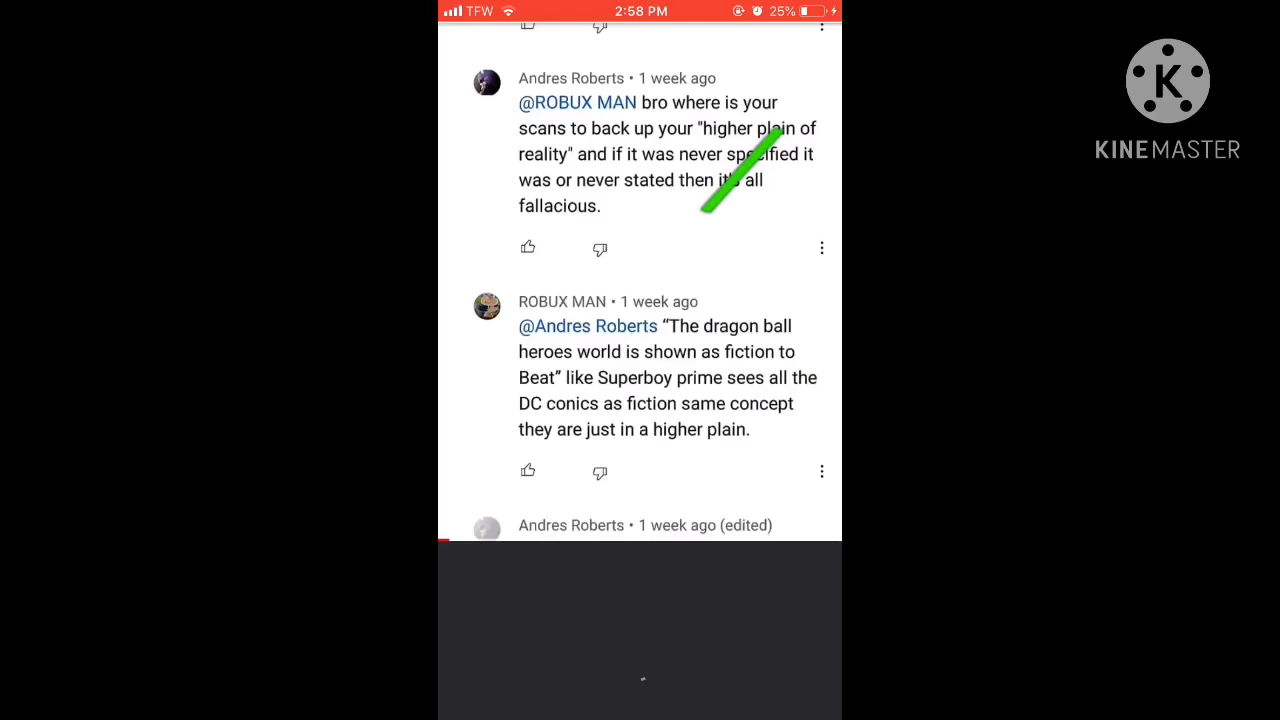 TFW
2:58 PM
25%
Andres Roberts • 1 week ago
@ROBUX MAN bro where is your
scans to back up your "higher plain of
reality" and if it was never specified it
was or never stated then it's all
fallacious.
ROBUX MAN • 1 week ago
@Andres Roberts “The dragon ball
heroes world is shown as fiction to
Beat” like Superboy prime sees all the
DC conics as fiction same concept
they are just in a higher plain.
Andres Roberts • 1 week ago (edited)
K
KINEMASTER